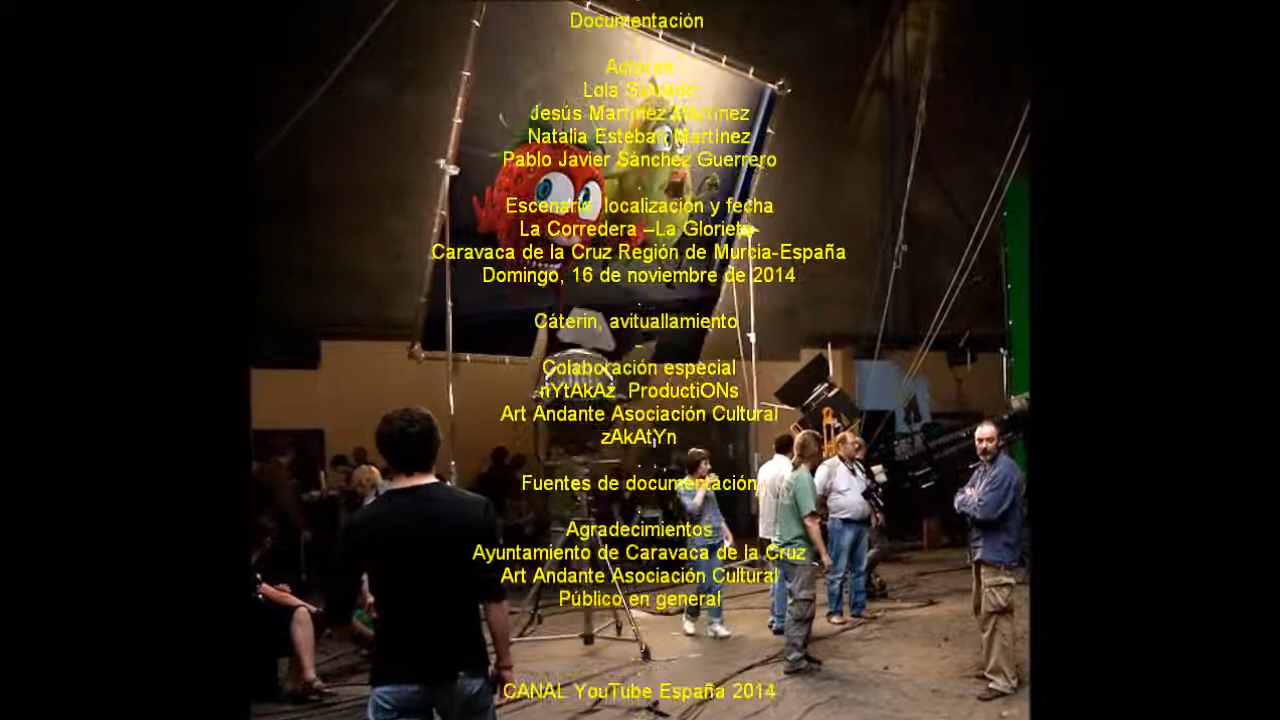 Documentación
Actores
Lola Salcedo
Jesús Martínez Martínez
Natalia Esteban Martínez
Pablo Javier Sánchez Guerrero
Escenario, localización y fecha
La Corredera –La Glorieta-
Caravaca de la Cruz Región de Murcia-España
Domingo, 16 de noviembre de 2014
Cáterin, avituallamiento
Colaboración especial
nYtAkAz ProductiONs
Art Andante Asociación Cultural
zAkAtYn
Fuentes de documentación
Agradecimientos
Ayuntamiento de Caravaca de la Cruz
Art Andante Asociación Cultural
Público en general
CANAL YouTube España 2014